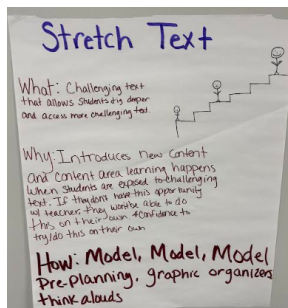 Stretch Text
What: Challenging text
that allows students dig deeper
and access more challenging text.
Why: Introduces new content
and content area learning happens
when students are exposed to challenging
text. If they don't have this opportunity
w/ teacher, they won't be able to do
this on their own. *Confidence to
try/do this on their own
How: Model, Model, Model
Pre-planning, graphic organizers
think alouds